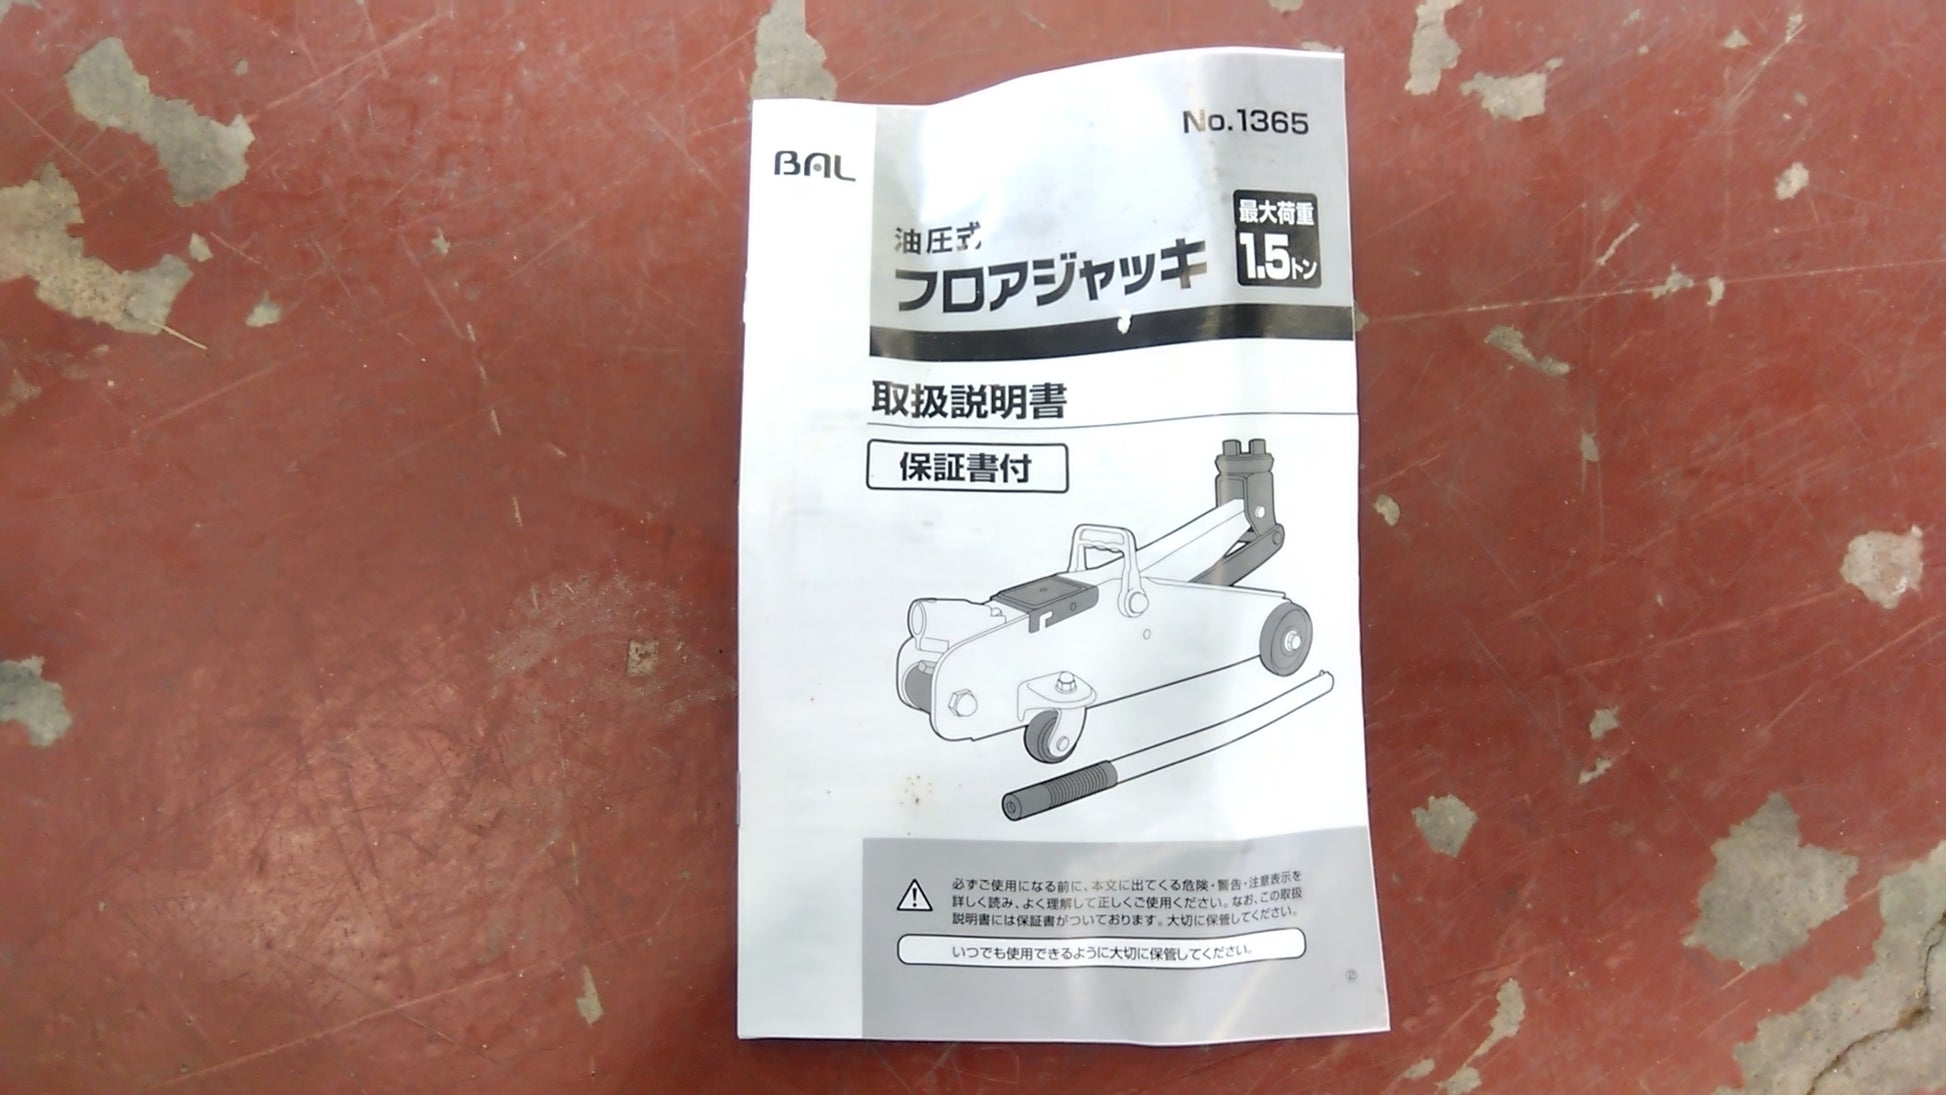 BAL
No.1365
油圧式
フロアジャッキ
最大荷重
1.5トン
取扱説明書
保証書付
必ずご使用になる前に、本文に出てくる危険・警告・注意表示を
詳しく読み、よく理解して正しくご使用ください。なお、この取扱
説明書には保証書がついております。大切に保管してください。
いつでも使用できるように大切に保管してください。
②